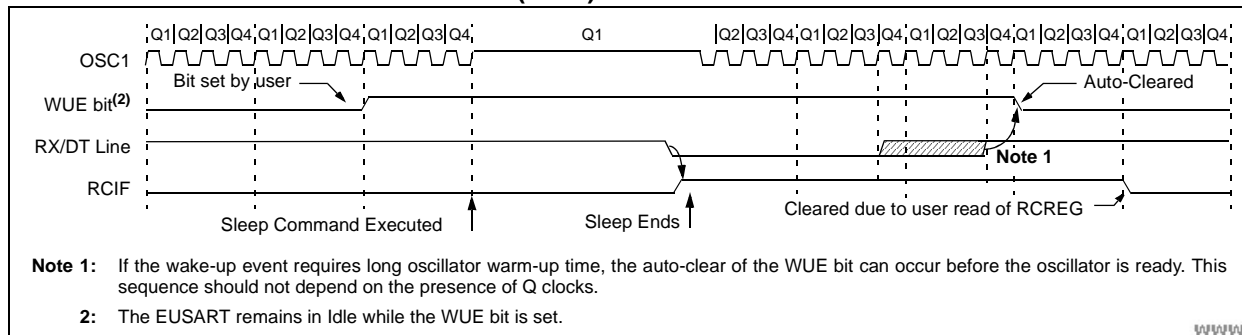 Q1 Q2 Q3 Q4 Q1 Q2 Q3 Q4 Q1 Q2 Q3 Q4 Q1 Q2 Q3 Q4 Q1 Q2 Q3 Q4 Q1 Q2 Q3 Q4 Q1 Q2 Q3 Q4 Q1 Q2 Q3 Q4
OSC1
Bit set by user
Auto-Cleared
WUE bit(2)
RX/DT Line
Note 1
RCIF
Cleared due to user read of RCREG
Sleep Command Executed
Sleep Ends
Note 1: If the wake-up event requires long oscillator warm-up time, the auto-clear of the WUE bit can occur before the oscillator is ready. This
sequence should not depend on the presence of Q clocks.
2: The EUSART remains in Idle while the WUE bit is set.